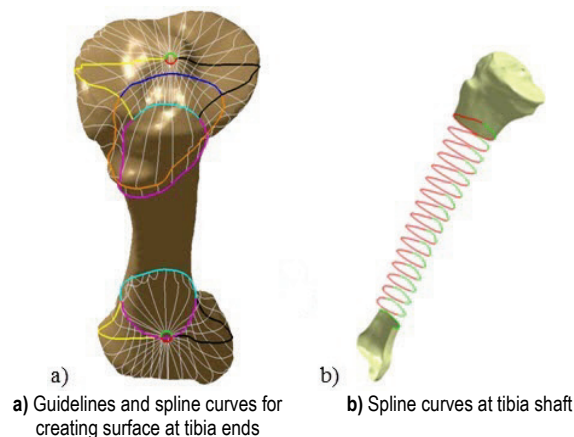 a)
b)
a) Guidelines and spline curves for
creating surface at tibia ends
b) Spline curves at tibia shaft